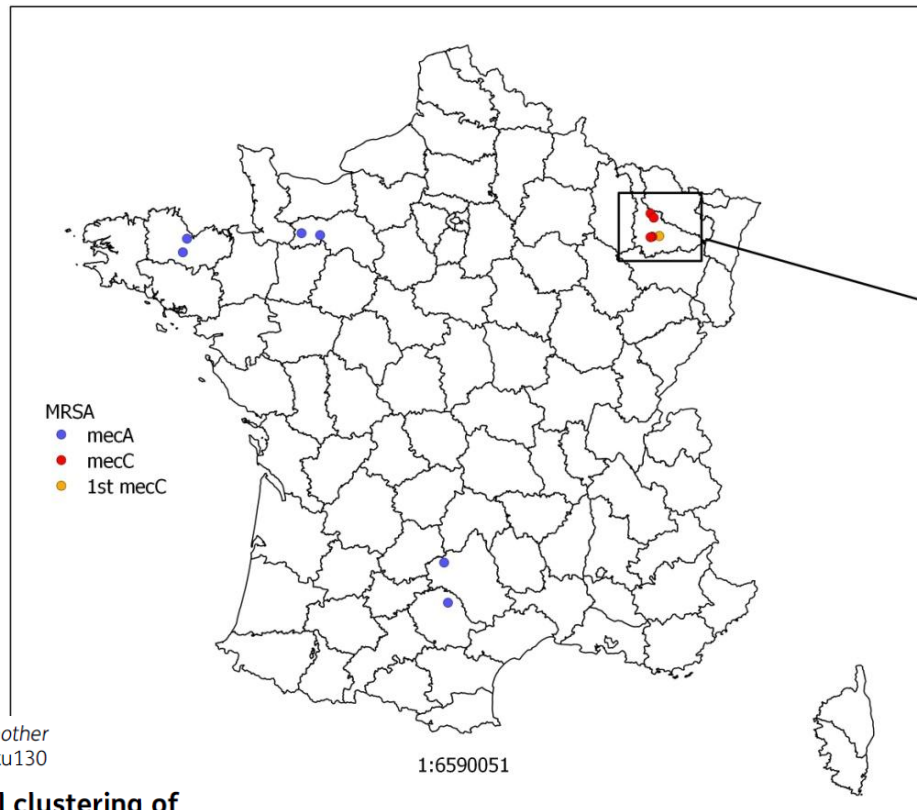 MRSA
mecA
mecC
1st mecC
other
u130
1:6590051
clustering of